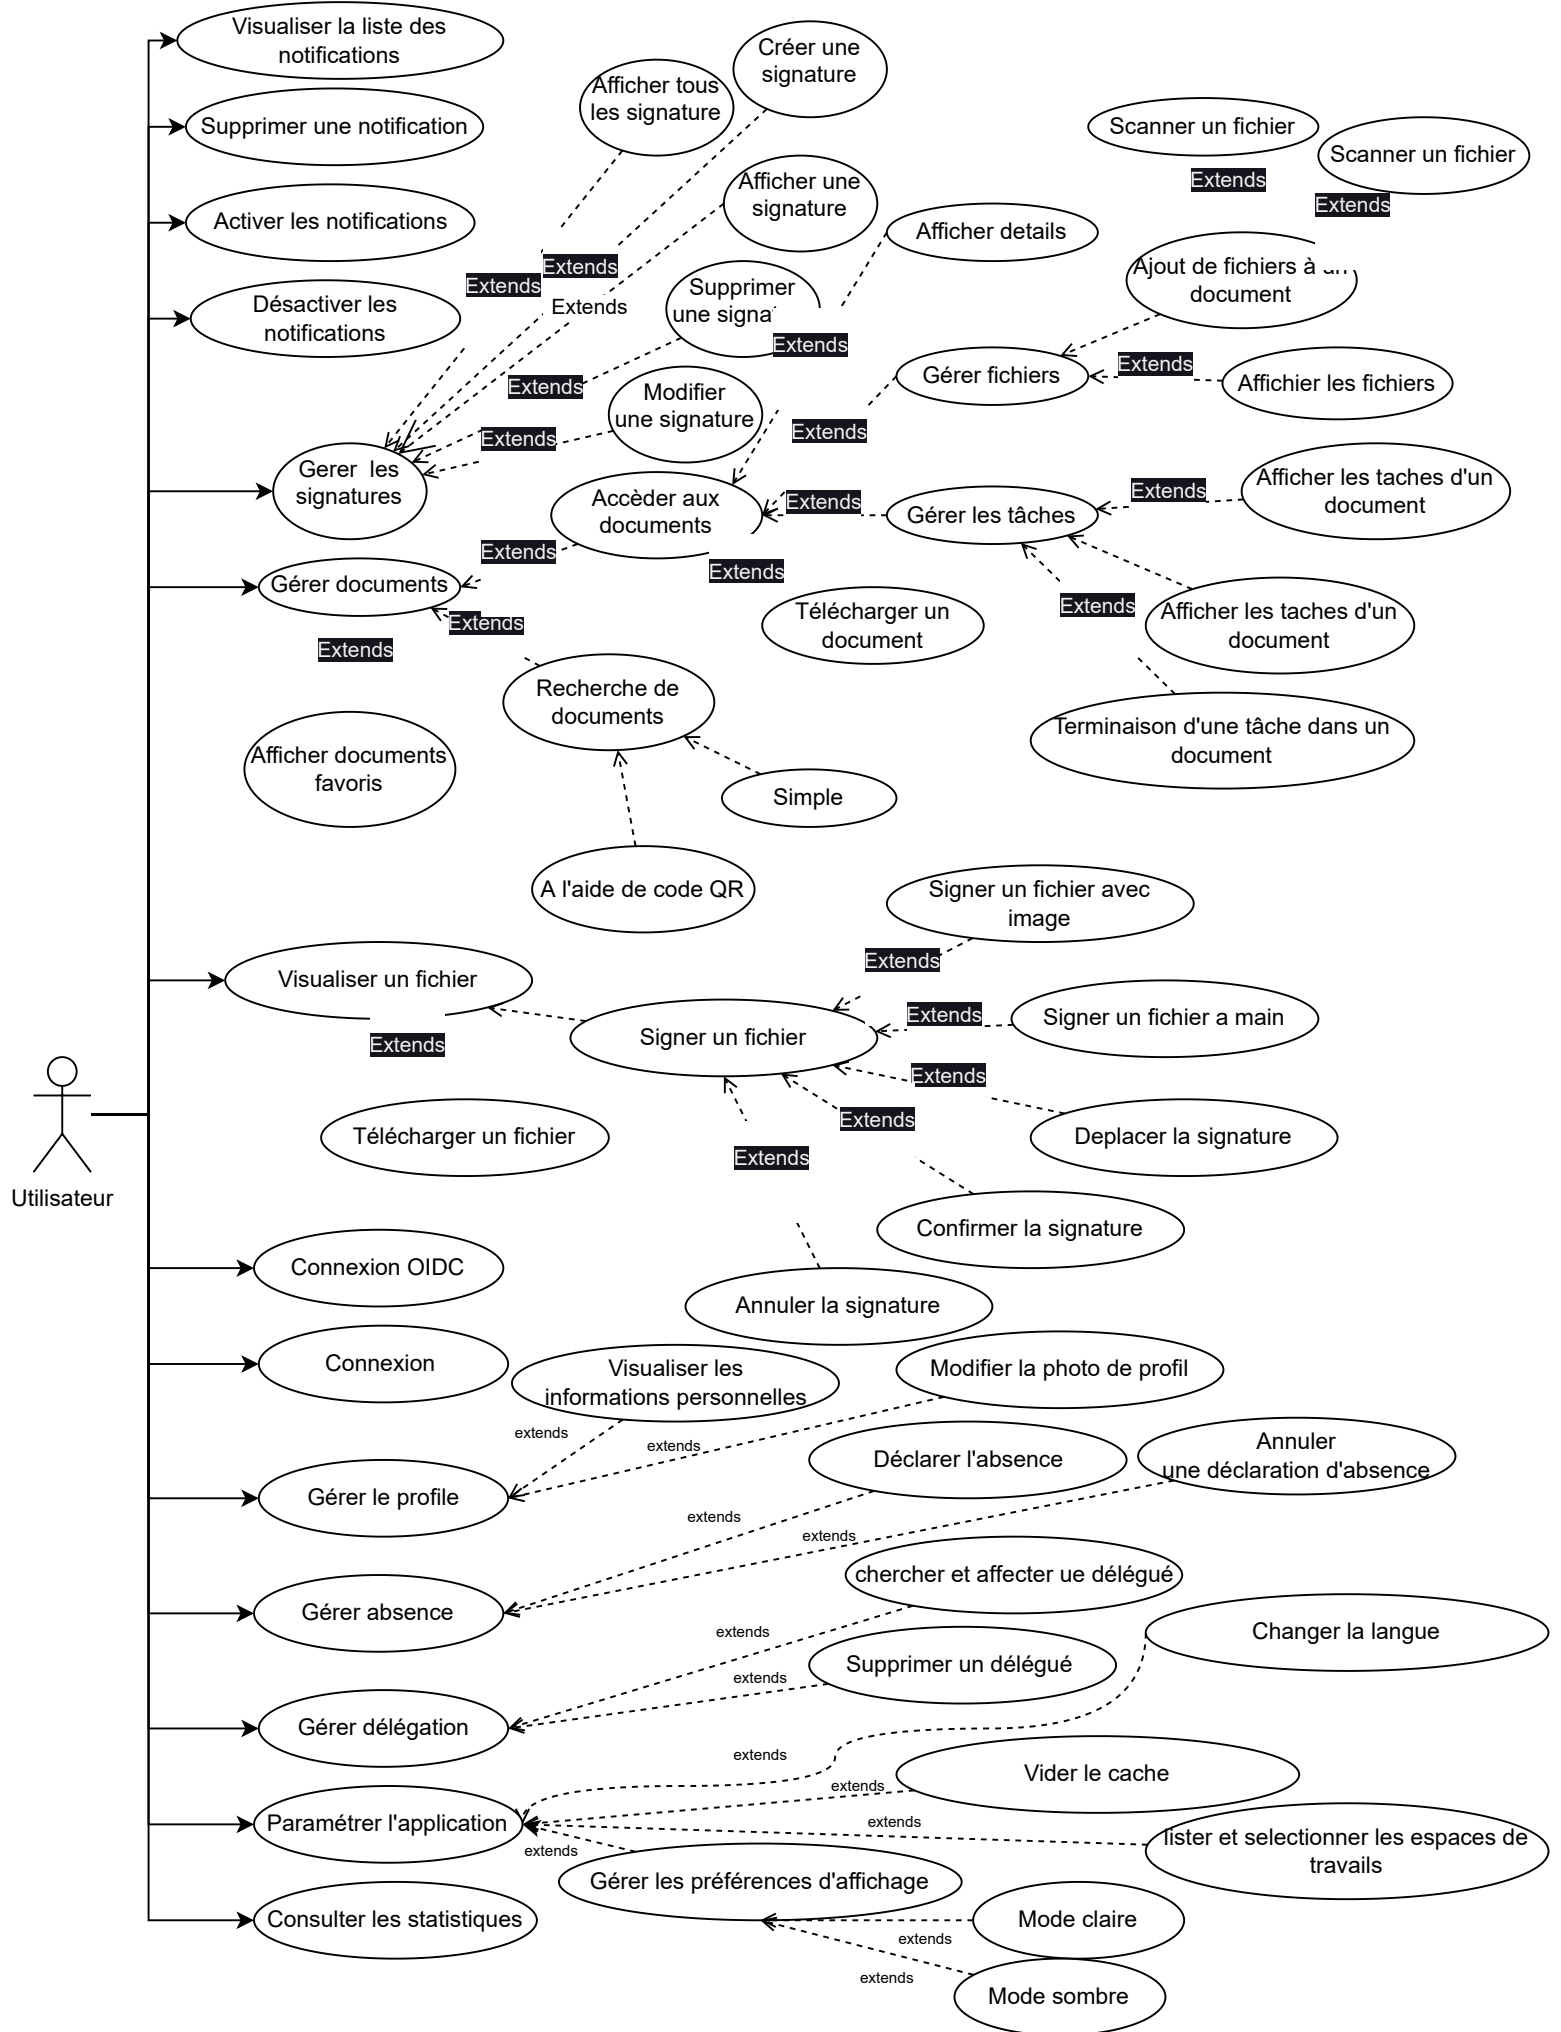 Visualiser la liste des
notifications
Créer une
signature
Afficher tous
les signature
Supprimer une notification
Scanner un fichier
Scanner un fichier
Extends
Extends
Afficher une
signature
Activer les notifications
Afficher details
Extends
Extends
Extends
Ajout de fichiers à un
document
Supprimer
une signa
Désactiver les
notifications
Extends
Extends
Gérer fichiers
Extends
Affichier les fichiers
Extends
Modifier
une signature
Extends
Extends
Gerer les
signatures
Accèder aux
documents
Extends
Gérer les tâches
Extends
Afficher les taches d'un
document
Extends
Extends
Gérer documents
Extends
Extends
Extends
Télécharger un
document
Afficher les taches d'un
document
Recherche de
documents
Terminaison d'une tâche dans un
document
Afficher documents
favoris
Simple
A l'aide de code QR
Signer un fichier avec
image
Extends
Visualiser un fichier
Extends
Signer un fichier
Extends
Signer un fichier a main
Extends
Extends
Télécharger un fichier
Extends
Deplacer la signature
Utilisateur
Confirmer la signature
Connexion OIDC
Annuler la signature
Connexion
Visualiser les
informations personnelles
Modifier la photo de profil
extends
extends
Déclarer l'absence
Annuler
une déclaration d'absence
Gérer le profile
extends
extends
chercher et affecter ue délégué
Gérer absence
extends
Changer la langue
Supprimer un délégué
extends
Gérer délégation
extends
Vider le cache
extends
Paramétrer l'application
extends
lister et selectionner les espaces de
travails
extends
Gérer les préférences d'affichage
Consulter les statistiques
Mode claire
extends
extends
Mode sombre